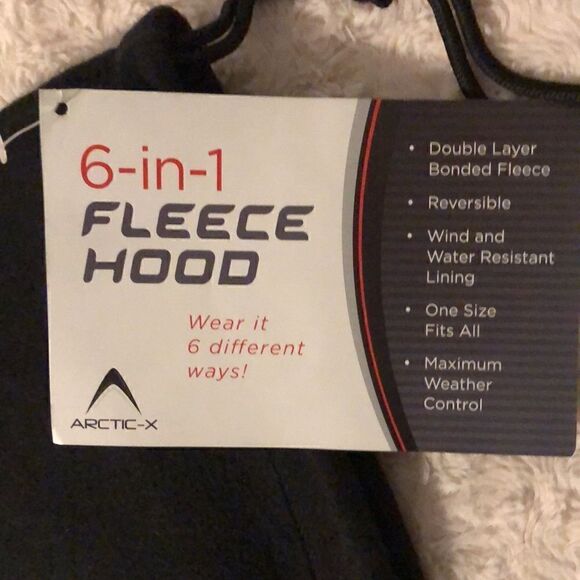 6-in-1
FLEECE
HOOD
Wear it
6 different
ways!
ARCTIC-X
• Double Layer
Bonded Fleece
• Reversible
• Wind and
Water Resistant
Lining
• One Size
Fits All
• Maximum
Weather
Control